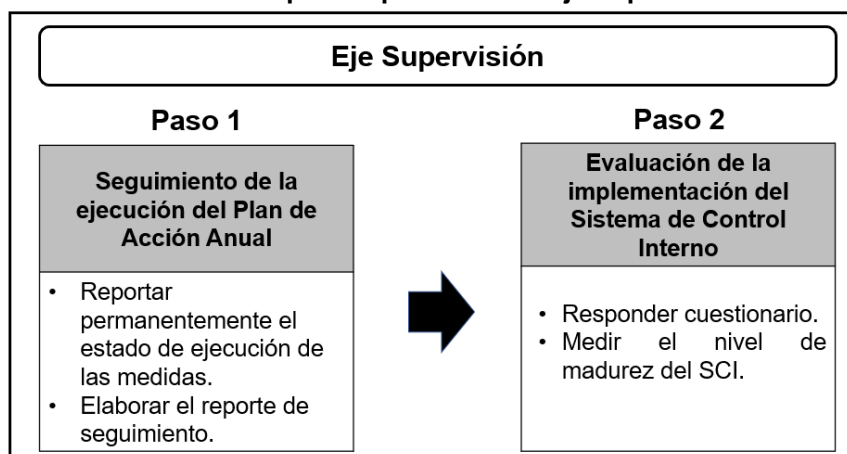 Eje Supervisión
Paso 1
Seguimiento de la
ejecución del Plan de
Acción Anual
• Reportar
permanentemente el
estado de ejecución de
las medidas.
• Elaborar el reporte de
seguimiento.
Paso 2
Evaluación de la
implementación del
Sistema de Control
Interno
• Responder cuestionario.
• Medir el nivel de
madurez del SCI.